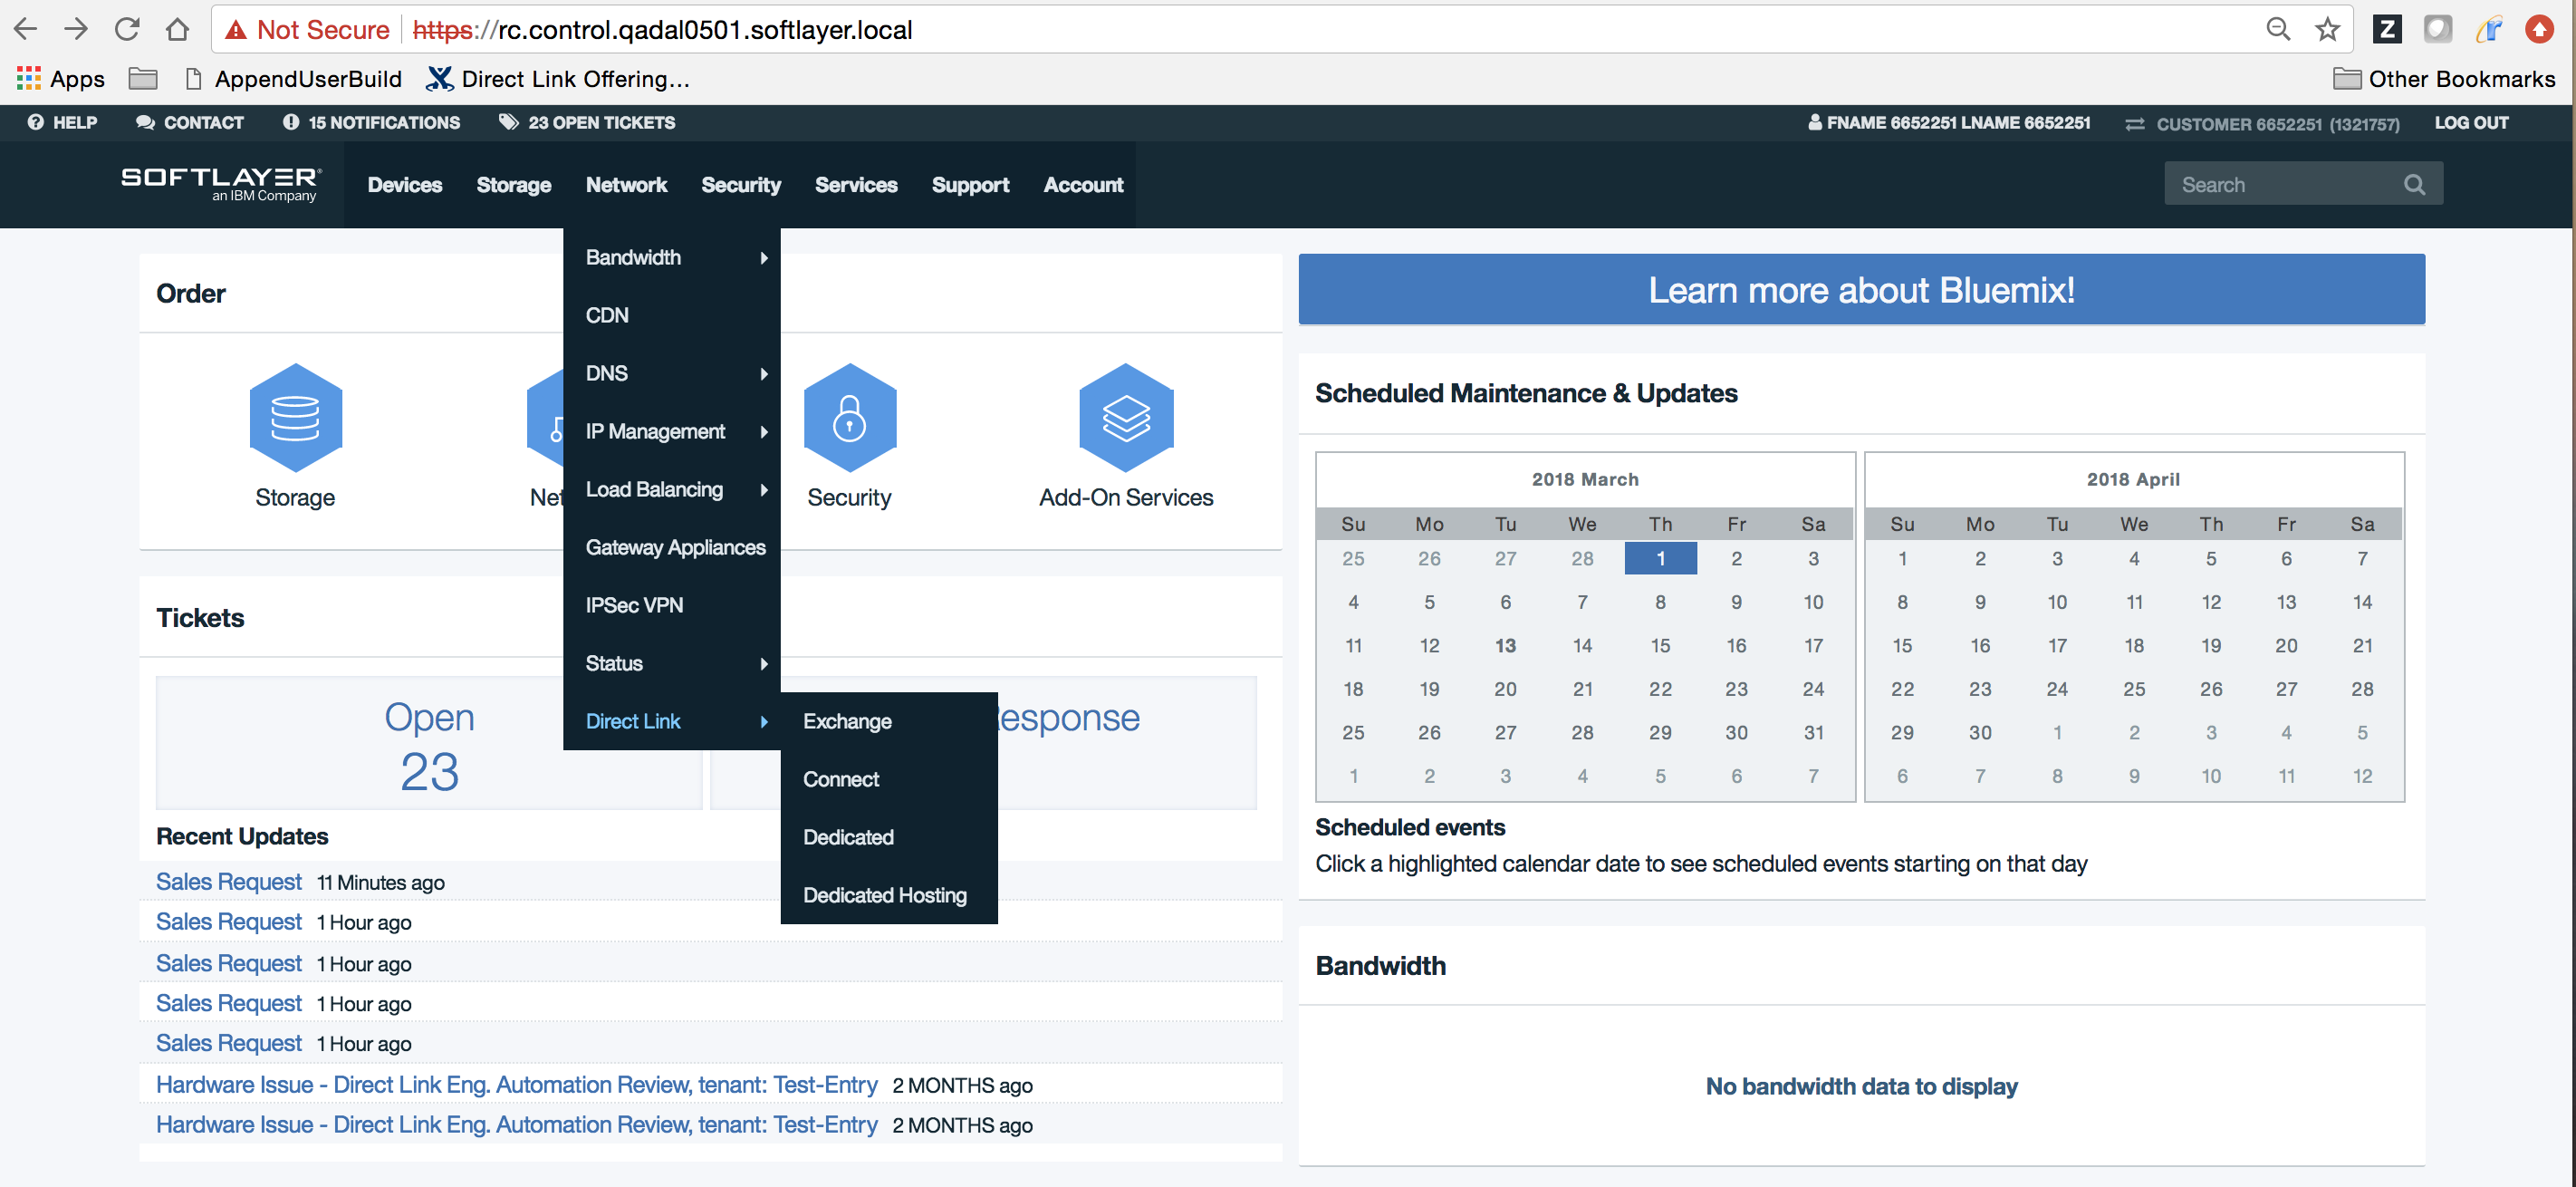 Not Secure https://rc.control.qadal0501.softlayer.local
Apps AppendUserBuild Direct Link Offering... Other Bookmarks
HELP CONTACT 15 NOTIFICATIONS 23 OPEN TICKETS FNAME 6652251 LNAME 6652251 CUSTOMER 6652251 (1321757) LOG OUT
SOFTLAYER®
an IBM Company
Devices Storage Network Security Services Support Account Search
Bandwidth
CDN
DNS
IP Management
Load Balancing
Gateway Appliances
IPSec VPN
Status
Direct Link
Exchange
Connect
Dedicated
Dedicated Hosting
Order
Storage
Net
Security
Add-On Services
Tickets
Open
23
esponse
Recent Updates
Sales Request 11 Minutes ago
Sales Request 1 Hour ago
Sales Request 1 Hour ago
Sales Request 1 Hour ago
Sales Request 1 Hour ago
Hardware Issue - Direct Link Eng. Automation Review, tenant: Test-Entry 2 MONTHS ago
Hardware Issue - Direct Link Eng. Automation Review, tenant: Test-Entry 2 MONTHS ago
Learn more about Bluemix!
Scheduled Maintenance & Updates
2018 March
Su Mo Tu We Th Fr Sa
25 26 27 28 1 2 3
4 5 6 7 8 9 10
11 12 13 14 15 16 17
18 19 20 21 22 23 24
25 26 27 28 29 30 31
1 2 3 4 5 6 7
2018 April
Su Mo Tu We Th Fr Sa
1 2 3 4 5 6 7
8 9 10 11 12 13 14
15 16 17 18 19 20 21
22 23 24 25 26 27 28
29 30 1 2 3 4 5
6 7 8 9 10 11 12
Scheduled events
Click a highlighted calendar date to see scheduled events starting on that day
Bandwidth
No bandwidth data to display